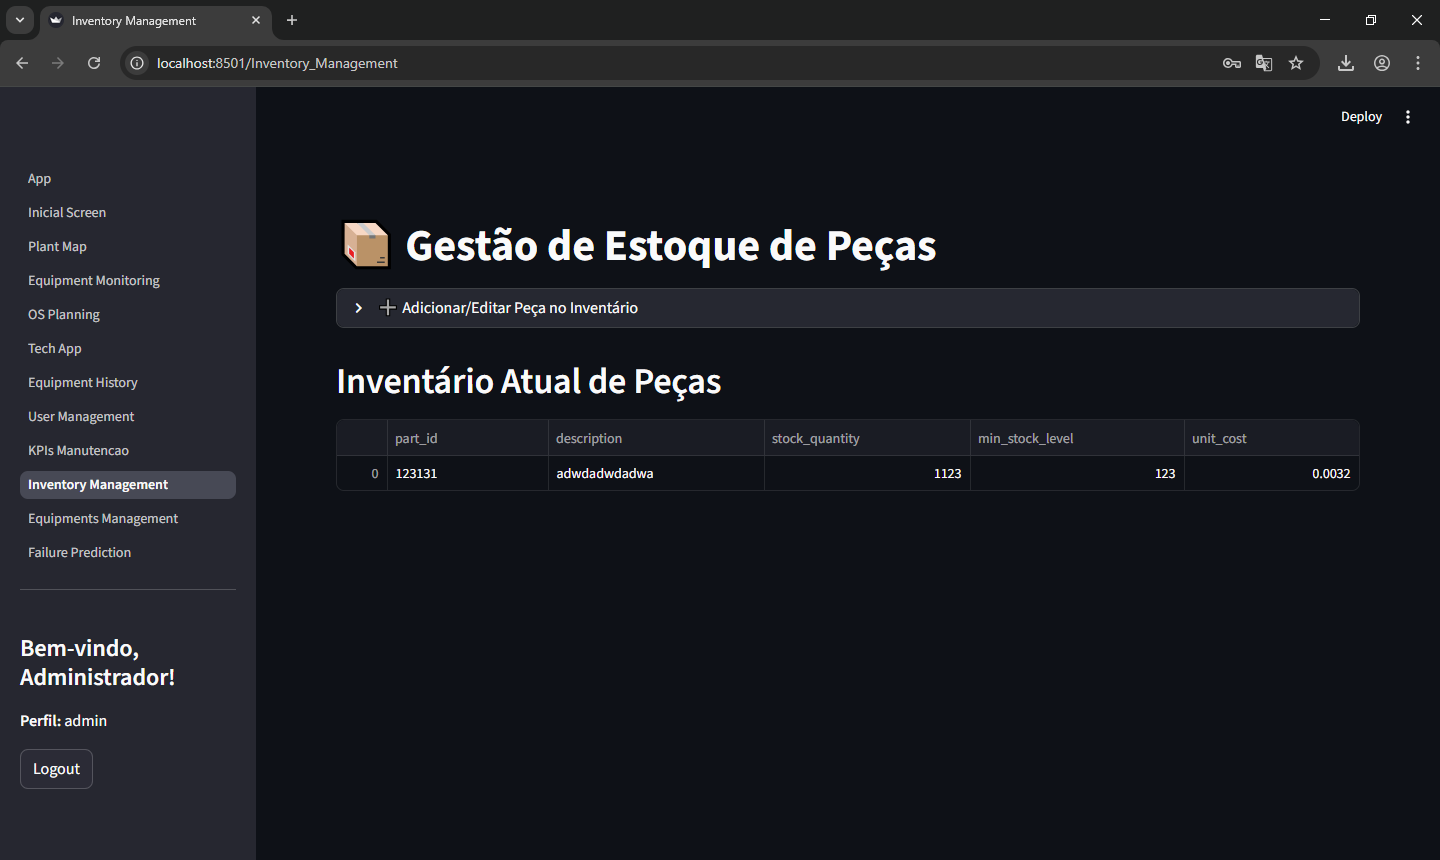 Inventory Management
localhost:8501/Inventory_Management
Deploy
App
Inicial Screen
Plant Map
Equipment Monitoring
OS Planning
Tech App
Equipment History
User Management
KPIs Manutencao
Inventory Management
Equipments Management
Failure Prediction
Bem-vindo,
Administrador!
Perfil: admin
Logout
Gestão de Estoque de Peças
Adicionar/Editar Peça no Inventário
Inventário Atual de Peças
part_id description stock_quantity min_stock_level unit_cost
0 123131 adwdadwdadwa 1123 123 0.0032